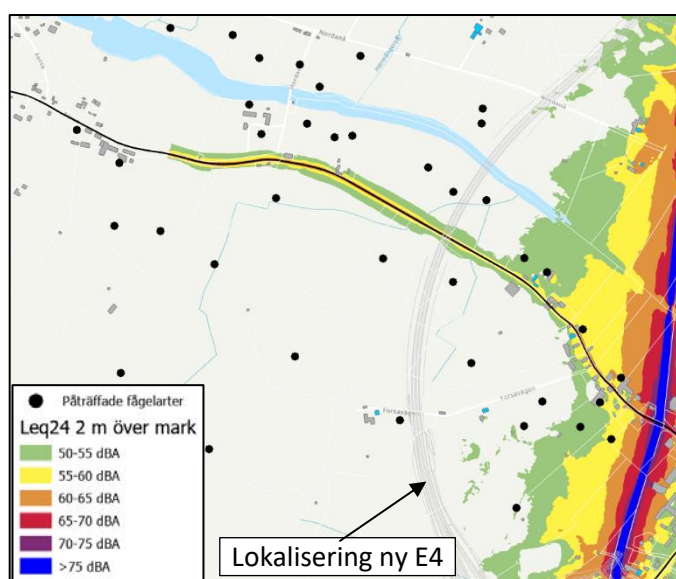 Nordanå
Nordanå
Forsavägen
Forsavägen
Påträffade fågelarter
Leq24 2 m över mark
50-55 dBA
55-60 dBA
60-65 dBA
65-70 dBA
70-75 dBA
>75 dBA
Lokalisering ny E4